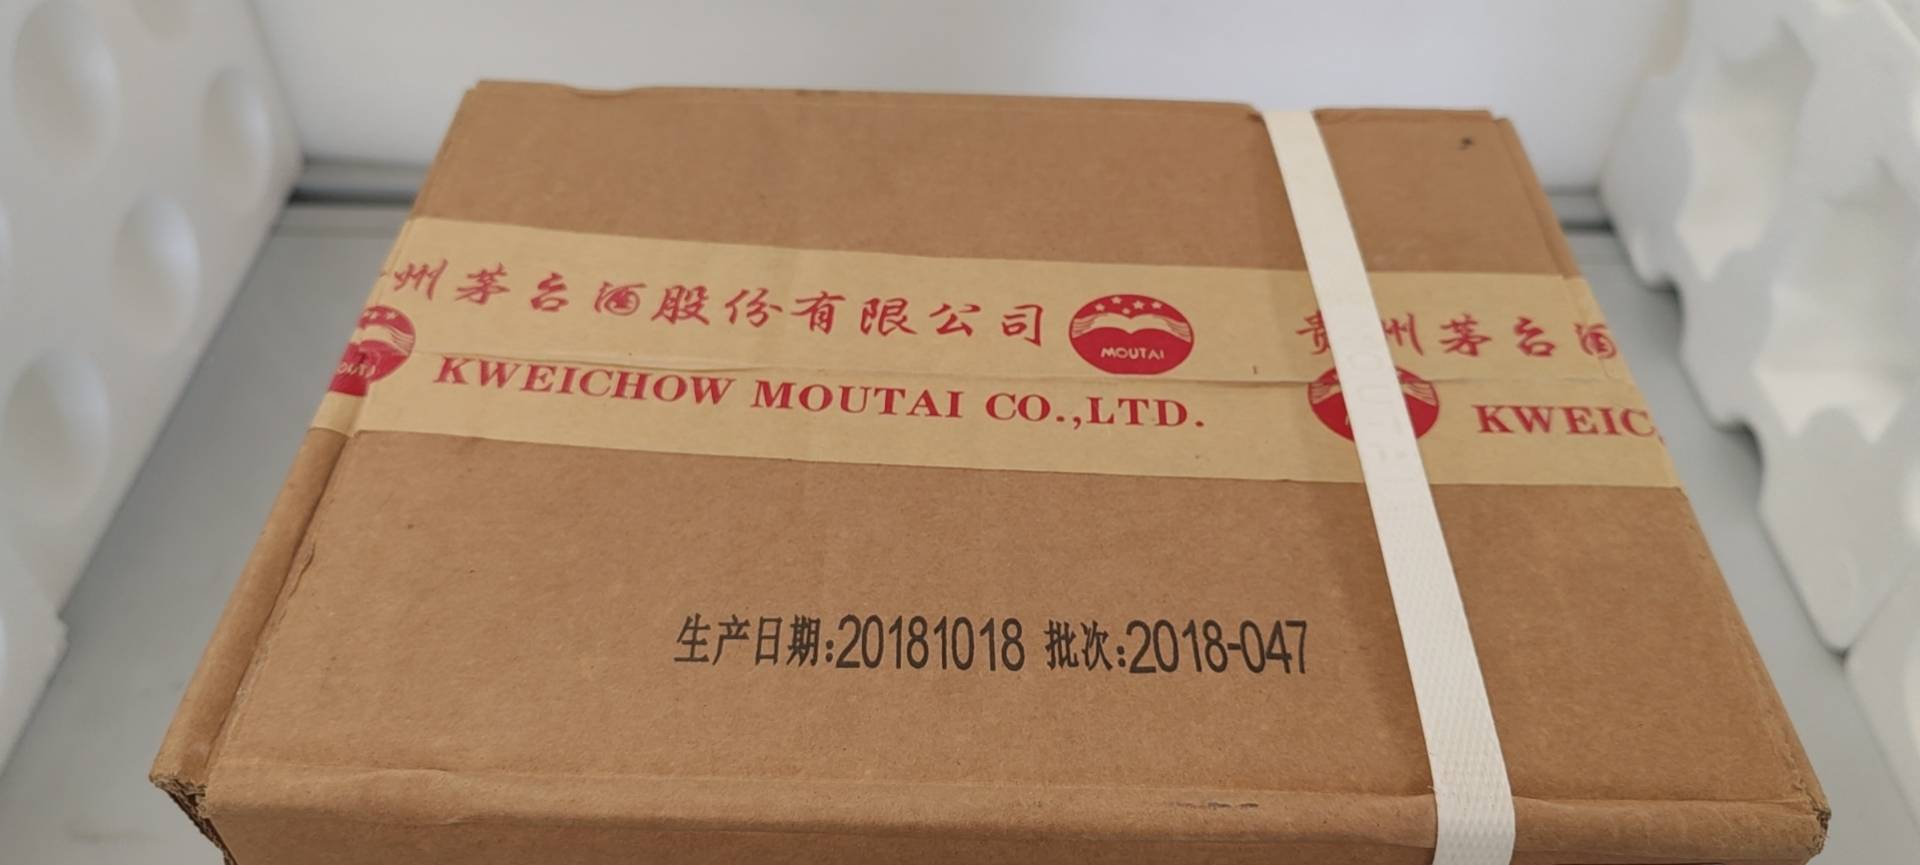 州茅台酒股份有限公司 MOUTAI 贵州茅台酒
KWEICHOW MOUTAI CO.,LTD. KWEIC
生产日期:20181018 批次:2018-047